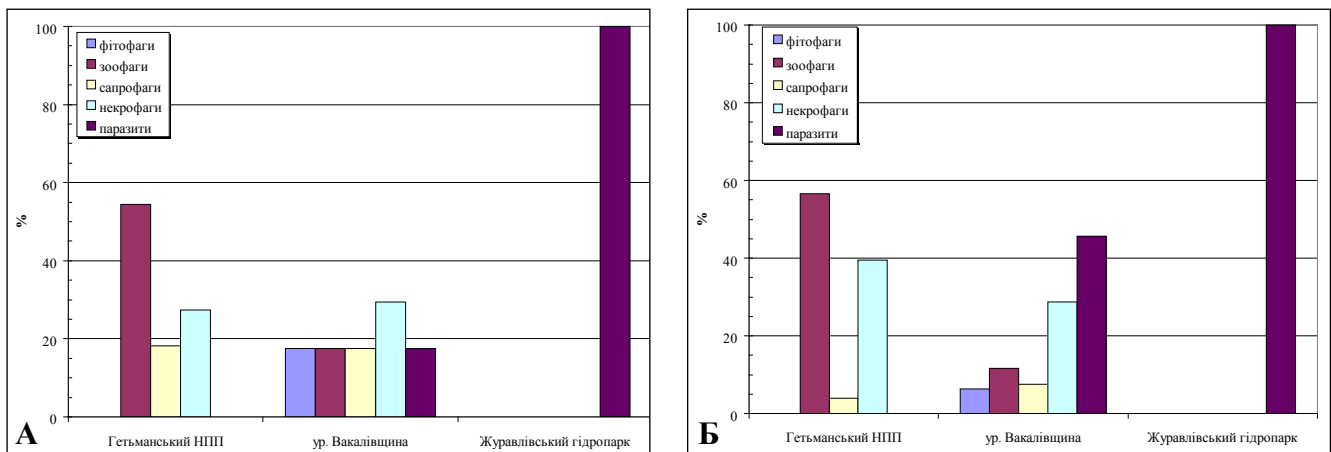 100
80
60
40
20
0
%
фітофаги
зоофаги
сапрофаги
некрофаги
паразити
А
Гетьманський НПП
ур. Вакалівщина
Журавлівський гідропарк
100
80
60
40
20
0
%
фітофаги
зоофаги
сапрофаги
некрофаги
паразити
Б
Гетьманський НПП
ур. Вакалівщина
Журавлівський гідропарк